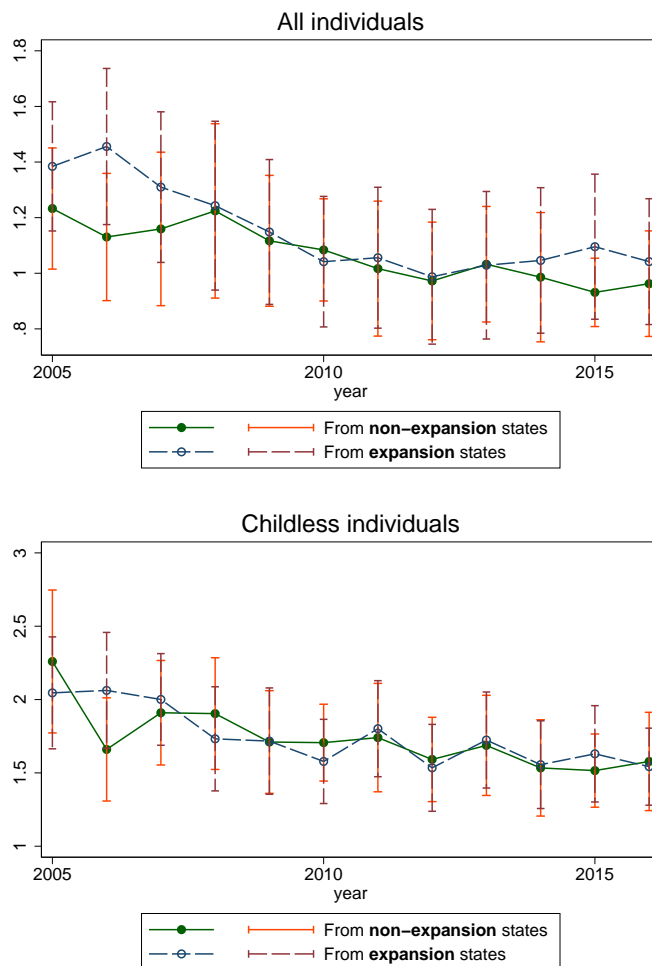 All individuals
1.8
1.6
1.4
1.2
1
.8
2005
2010
2015
year
From non−expansion states
From expansion states
Childless individuals
3
2.5
2
1.5
1
2005
2010
2015
year
From non−expansion states
From expansion states